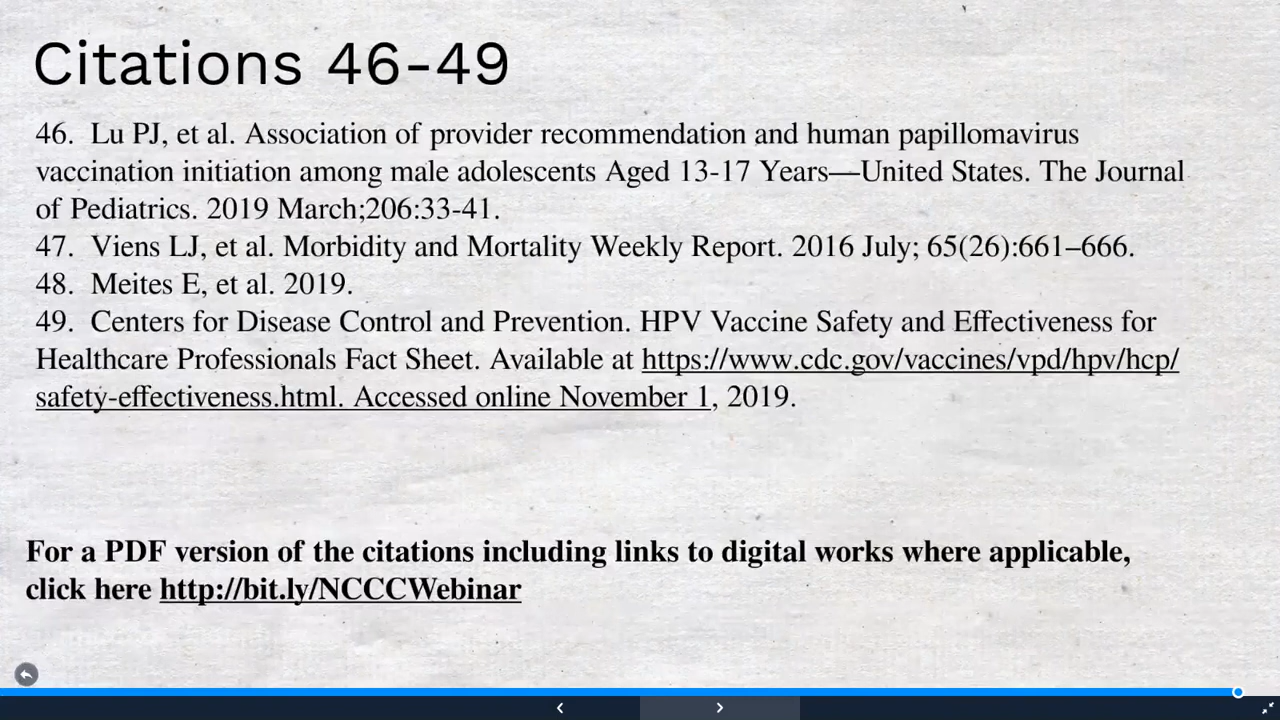 Citations 46-49
46. Lu PJ, et al. Association of provider recommendation and human papillomavirus
vaccination initiation among male adolescents Aged 13-17 Years—United States. The Journal
of Pediatrics. 2019 March;206:33-41.
47. Viens LJ, et al. Morbidity and Mortality Weekly Report. 2016 July; 65(26):661–666.
48. Meites E, et al. 2019.
49. Centers for Disease Control and Prevention. HPV Vaccine Safety and Effectiveness for
Healthcare Professionals Fact Sheet. Available at https://www.cdc.gov/vaccines/vpd/hpv/hcp/
safety-effectiveness.html. Accessed online November 1, 2019.
For a PDF version of the citations including links to digital works where applicable,
click here http://bit.ly/NCCCWebinar